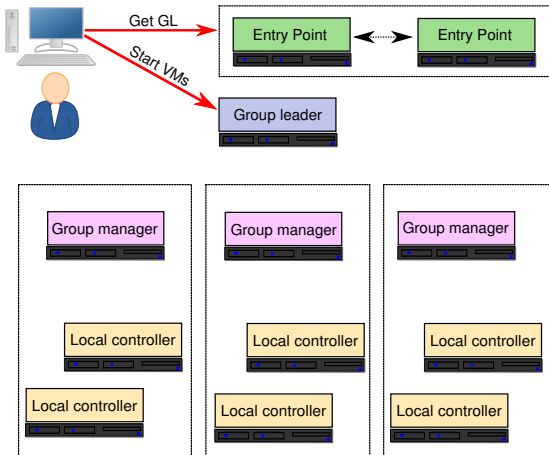 Get GL
Entry Point
Entry Point
Start VMs
Group leader
Group manager
Group manager
Group manager
Local controller
Local controller
Local controller
Local controller
Local controller
Local controller